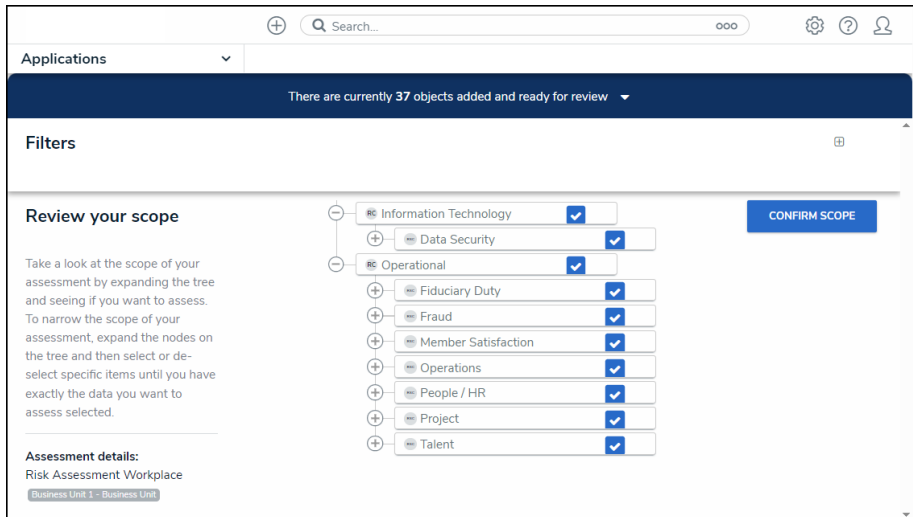 Search...
Applications
There are currently 37 objects added and ready for review
Filters
Review your scope
Take a look at the scope of your
assessment by expanding the tree
and seeing if you want to assess.
To narrow the scope of your
assessment, expand the nodes on
the tree and then select or de-
select specific items until you have
exactly the data you want to
assess selected.
Assessment details:
Risk Assessment Workplace
Business Unit 1 - Business Unit
RC Information Technology
Data Security
RC Operational
Fiduciary Duty
Fraud
Member Satisfaction
Operations
People / HR
Project
Talent
CONFIRM SCOPE